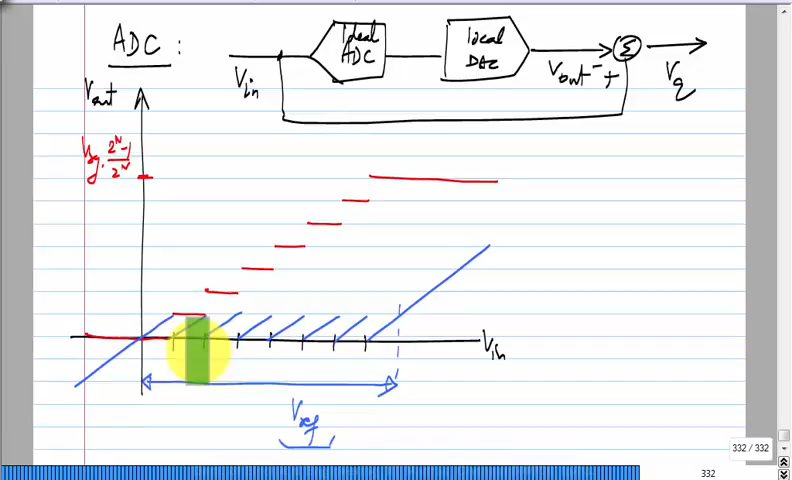 ADC :
Ideal
ADC
Ideal
DAC
Σ
Vin
Vout
-
+
Vq
Vout
Vref · 2^N-1 / 2^N
Vin
Vref
332 / 332
332